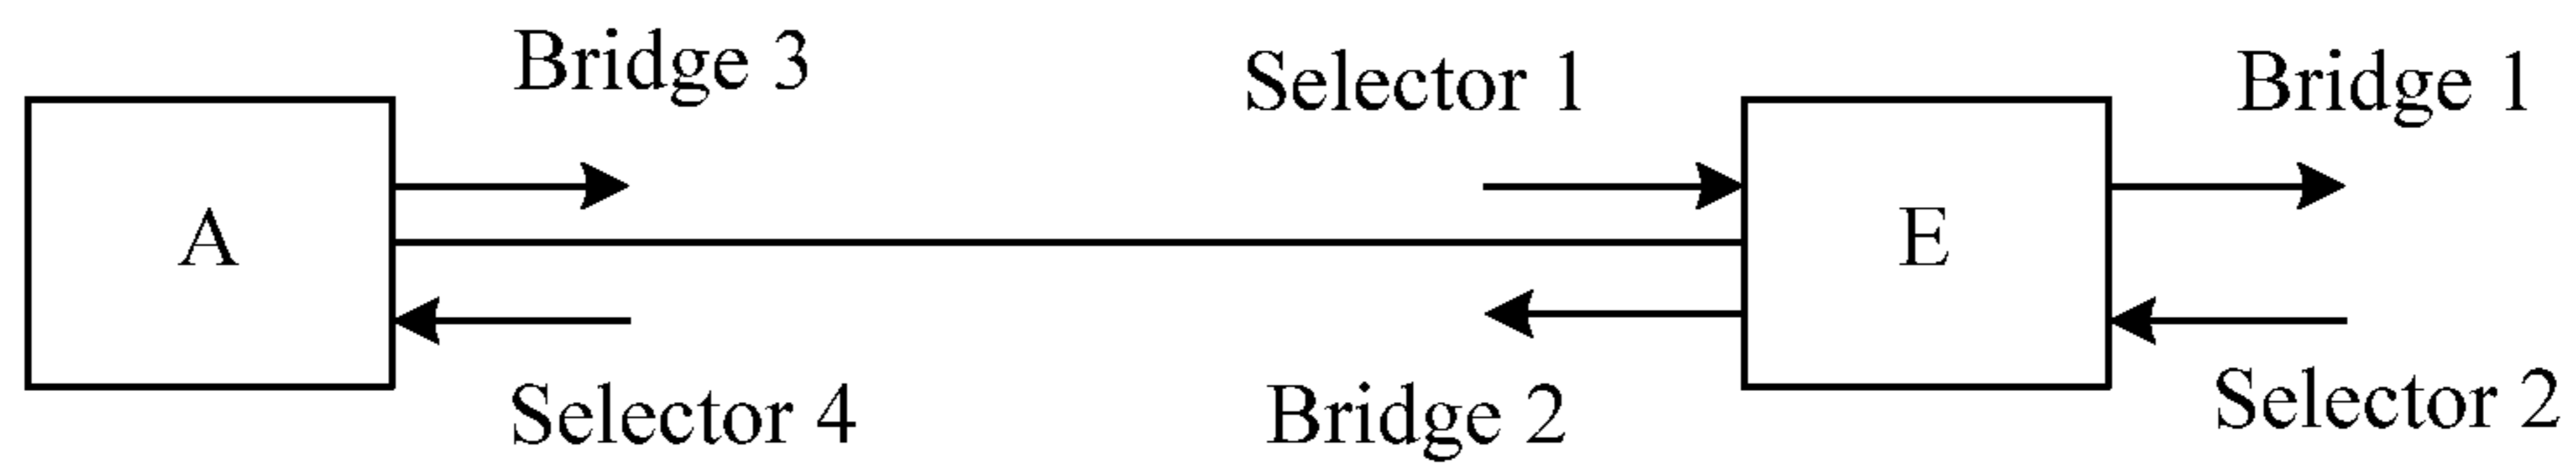 Bridge 3
Selector 1
Bridge 1
A
E
Selector 4
Bridge 2
Selector 2